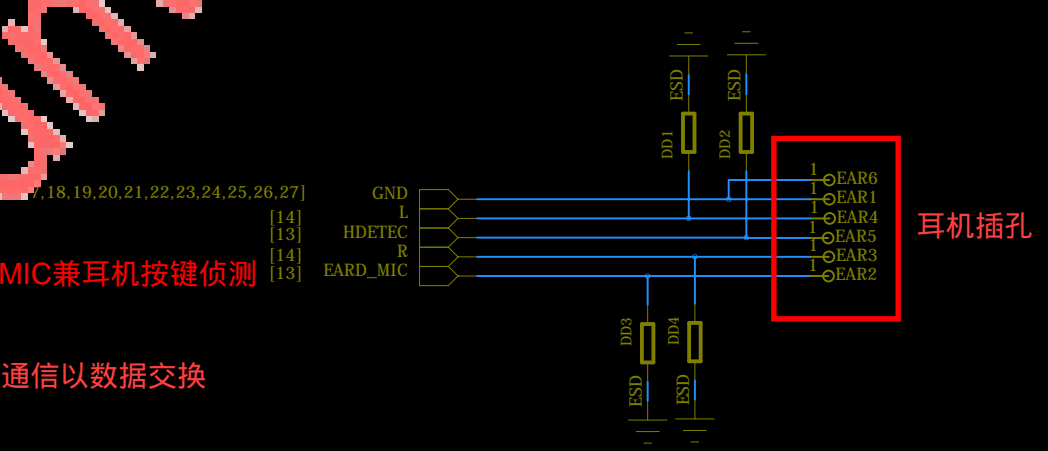 ESD ESD
DD1 DD2
1 EAR6
7,18,19,20,21,22,23,24,25,26,27] GND 1 EAR1
[14] L 1 EAR4
[13] HDETEC 1 EAR5
[14] R 1 EAR3
[13] EARD_MIC 1 EAR2
耳机插孔
MIC兼耳机按键侦测
DD3 DD4
通信以数据交换
ESD ESD